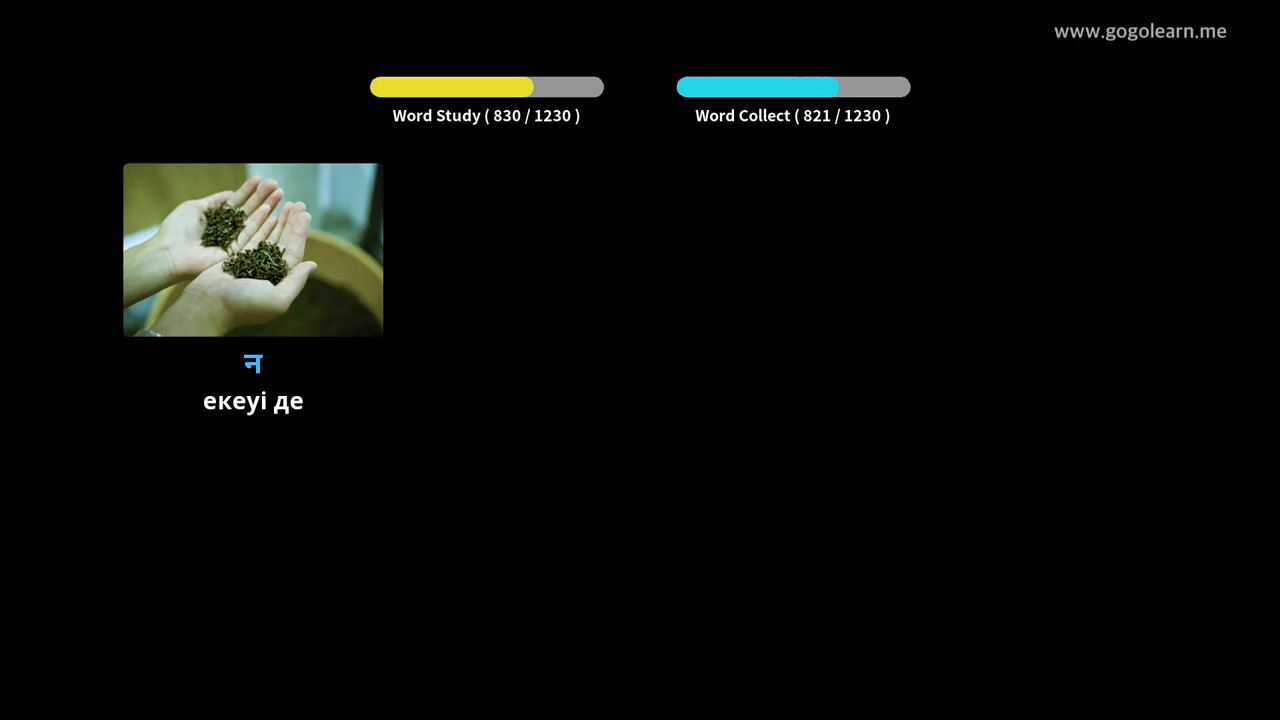 www.gogolearn.me
Word Study ( 830 / 1230 )
Word Collect ( 821 / 1230 )
न
екеуі де